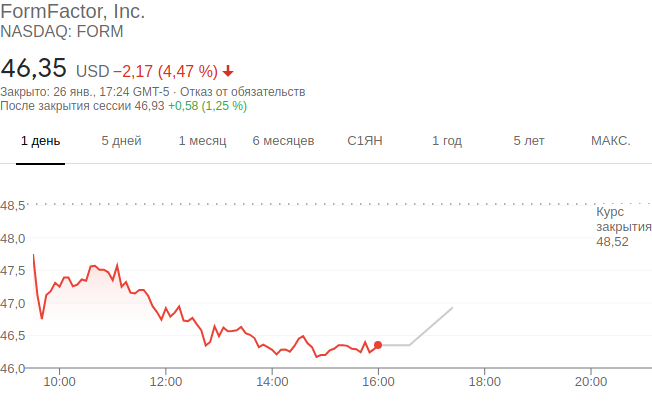 FormFactor, Inc.
NASDAQ: FORM
46,35 USD −2,17 (4,47 %)
Закрыто: 26 янв., 17:24 GMT-5 · Отказ от обязательств
После закрытия сессии 46,93 +0,58 (1,25 %)
1 день 5 дней 1 месяц 6 месяцев С1ЯН 1 год 5 лет МАКС.
48,5
Курс
закрытия
48,52
48,0
47,5
47,0
46,5
46,0
10:00 12:00 14:00 16:00 18:00 20:00